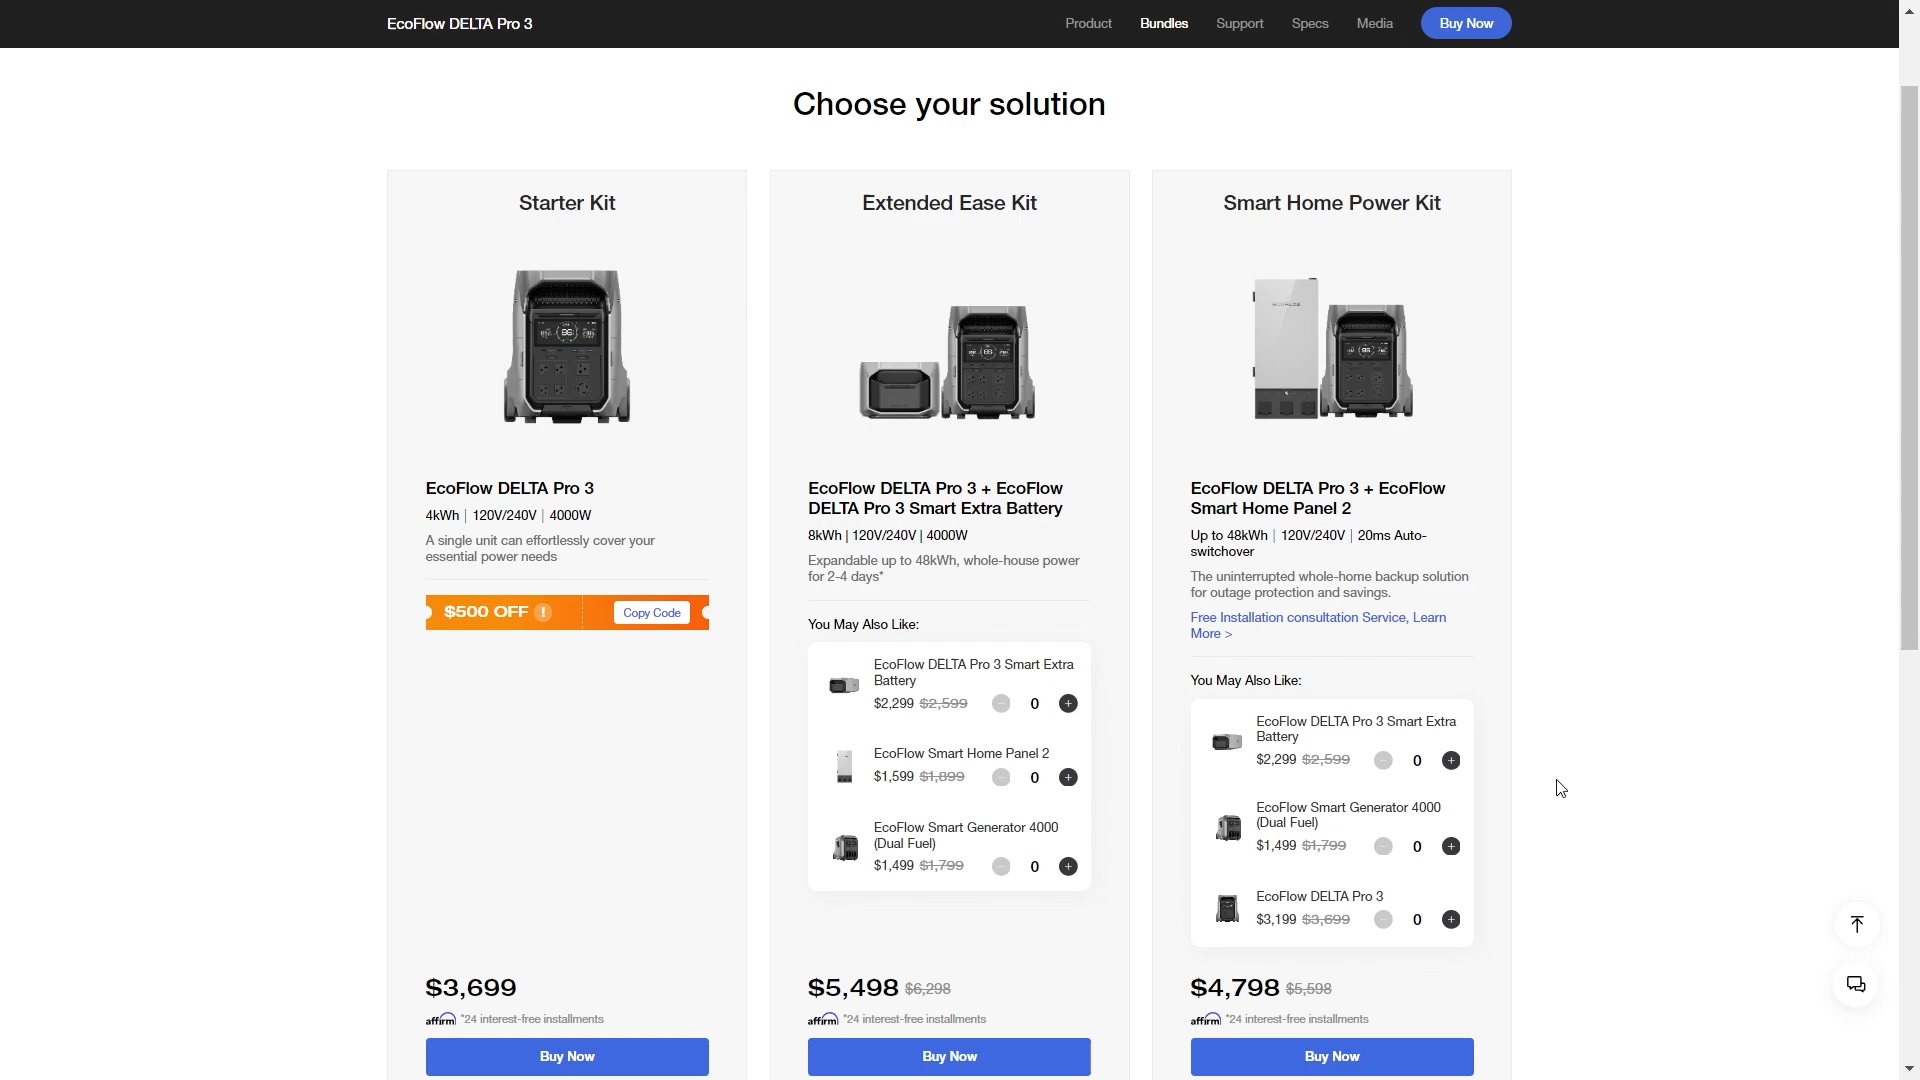 EcoFlow DELTA Pro 3
Product
Bundles
Support
Specs
Media
Buy Now
Choose your solution
Starter Kit
EcoFlow DELTA Pro 3
4kWh | 120V/240V | 4000W
A single unit can effortlessly cover your
essential power needs
$500 OFF !
Copy Code
$3,699
affirm *24 interest-free installments
Buy Now
Extended Ease Kit
EcoFlow DELTA Pro 3 + EcoFlow
DELTA Pro 3 Smart Extra Battery
8kWh | 120V/240V | 4000W
Expandable up to 48kWh, whole-house power
for 2-4 days*
You May Also Like:
EcoFlow DELTA Pro 3 Smart Extra
Battery
$2,299 $2,599 − 0 +
EcoFlow Smart Home Panel 2
$1,599 $1,899 − 0 +
EcoFlow Smart Generator 4000
(Dual Fuel)
$1,499 $1,799 − 0 +
$5,498 $6,298
affirm *24 interest-free installments
Buy Now
Smart Home Power Kit
ECOFLOW
EcoFlow DELTA Pro 3 + EcoFlow
Smart Home Panel 2
Up to 48kWh | 120V/240V | 20ms Auto-
switchover
The uninterrupted whole-home backup solution
for outage protection and savings.
Free Installation consultation Service, Learn
More >
You May Also Like:
EcoFlow DELTA Pro 3 Smart Extra
Battery
$2,299 $2,599 − 0 +
EcoFlow Smart Generator 4000
(Dual Fuel)
$1,499 $1,799 − 0 +
EcoFlow DELTA Pro 3
$3,199 $3,699 − 0 +
$4,798 $5,598
affirm *24 interest-free installments
Buy Now